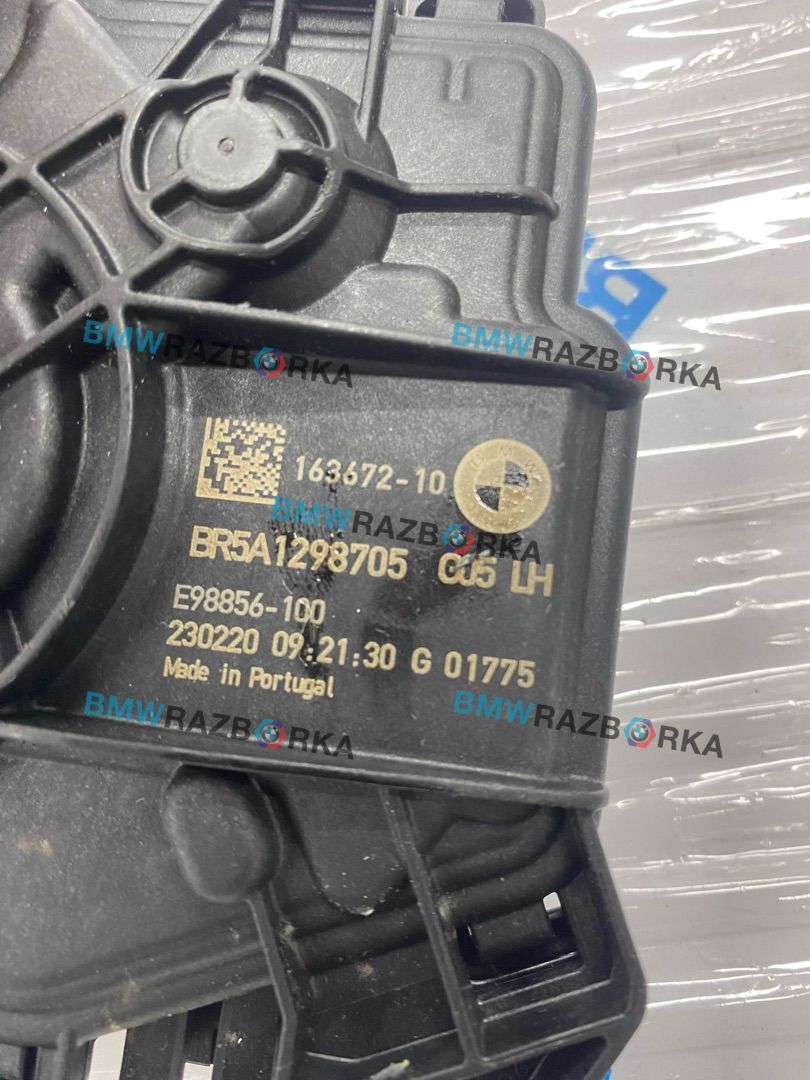 BMWRAZBORKA BMWRAZBORKA
163672-10
BMWRAZBORKA
BR5A1298705 G05 LH
E98856-100
230220 09:21:30 G 01775
Made in Portugal
BMWRAZBORKA BMWRAZBORKA